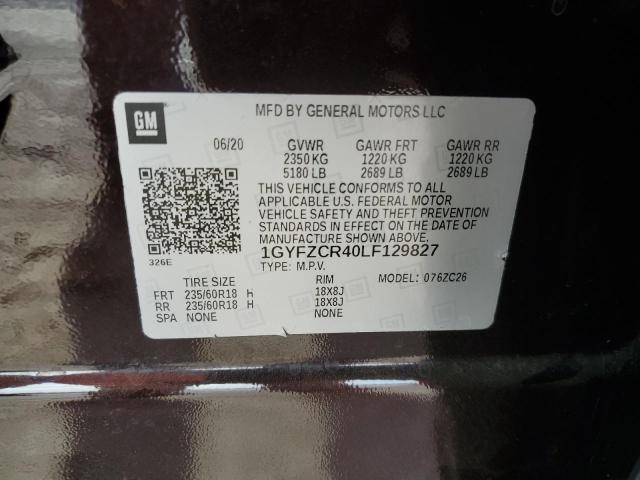 GM
MFD BY GENERAL MOTORS LLC
06/20 GVWR GAWR FRT GAWR RR
2350 KG 1220 KG 1220 KG
5180 LB 2689 LB 2689 LB
THIS VEHICLE CONFORMS TO ALL
APPLICABLE U.S. FEDERAL MOTOR
VEHICLE SAFETY AND THEFT PREVENTION
STANDARDS IN EFFECT ON THE DATE OF
MANUFACTURE SHOWN ABOVE.
326E
1GYFZCR40LF129827
TYPE: M.P.V. MODEL: 076ZC26
TIRE SIZE RIM
FRT 235/60R18 H 18X8J
RR 235/60R18 H 18X8J
SPA NONE NONE